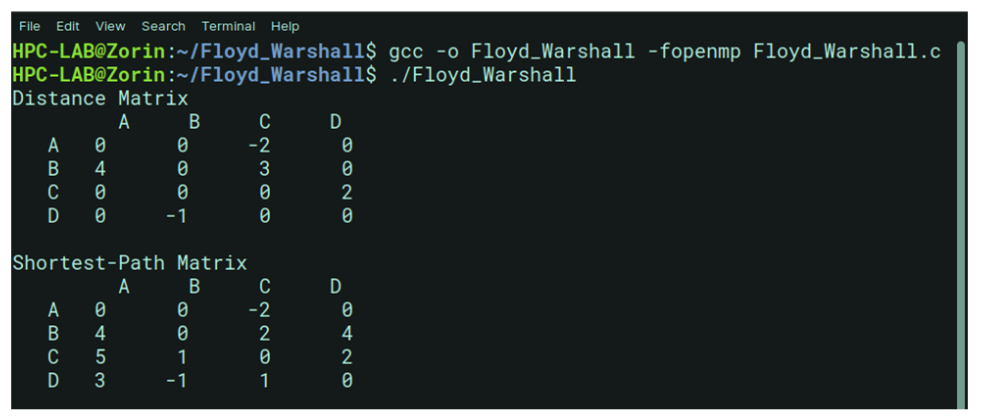 File Edit View Search Terminal Help
HPC-LAB@Zorin:~/Floyd_Warshall$ gcc -o Floyd_Warshall -fopenmp Floyd_Warshall.c
HPC-LAB@Zorin:~/Floyd_Warshall$ ./Floyd_Warshall
Distance Matrix
A B C D
A 0 0 -2 0
B 4 0 3 0
C 0 0 0 2
D 0 -1 0 0
Shortest-Path Matrix
A B C D
A 0 0 -2 0
B 4 0 2 4
C 5 1 0 2
D 3 -1 1 0